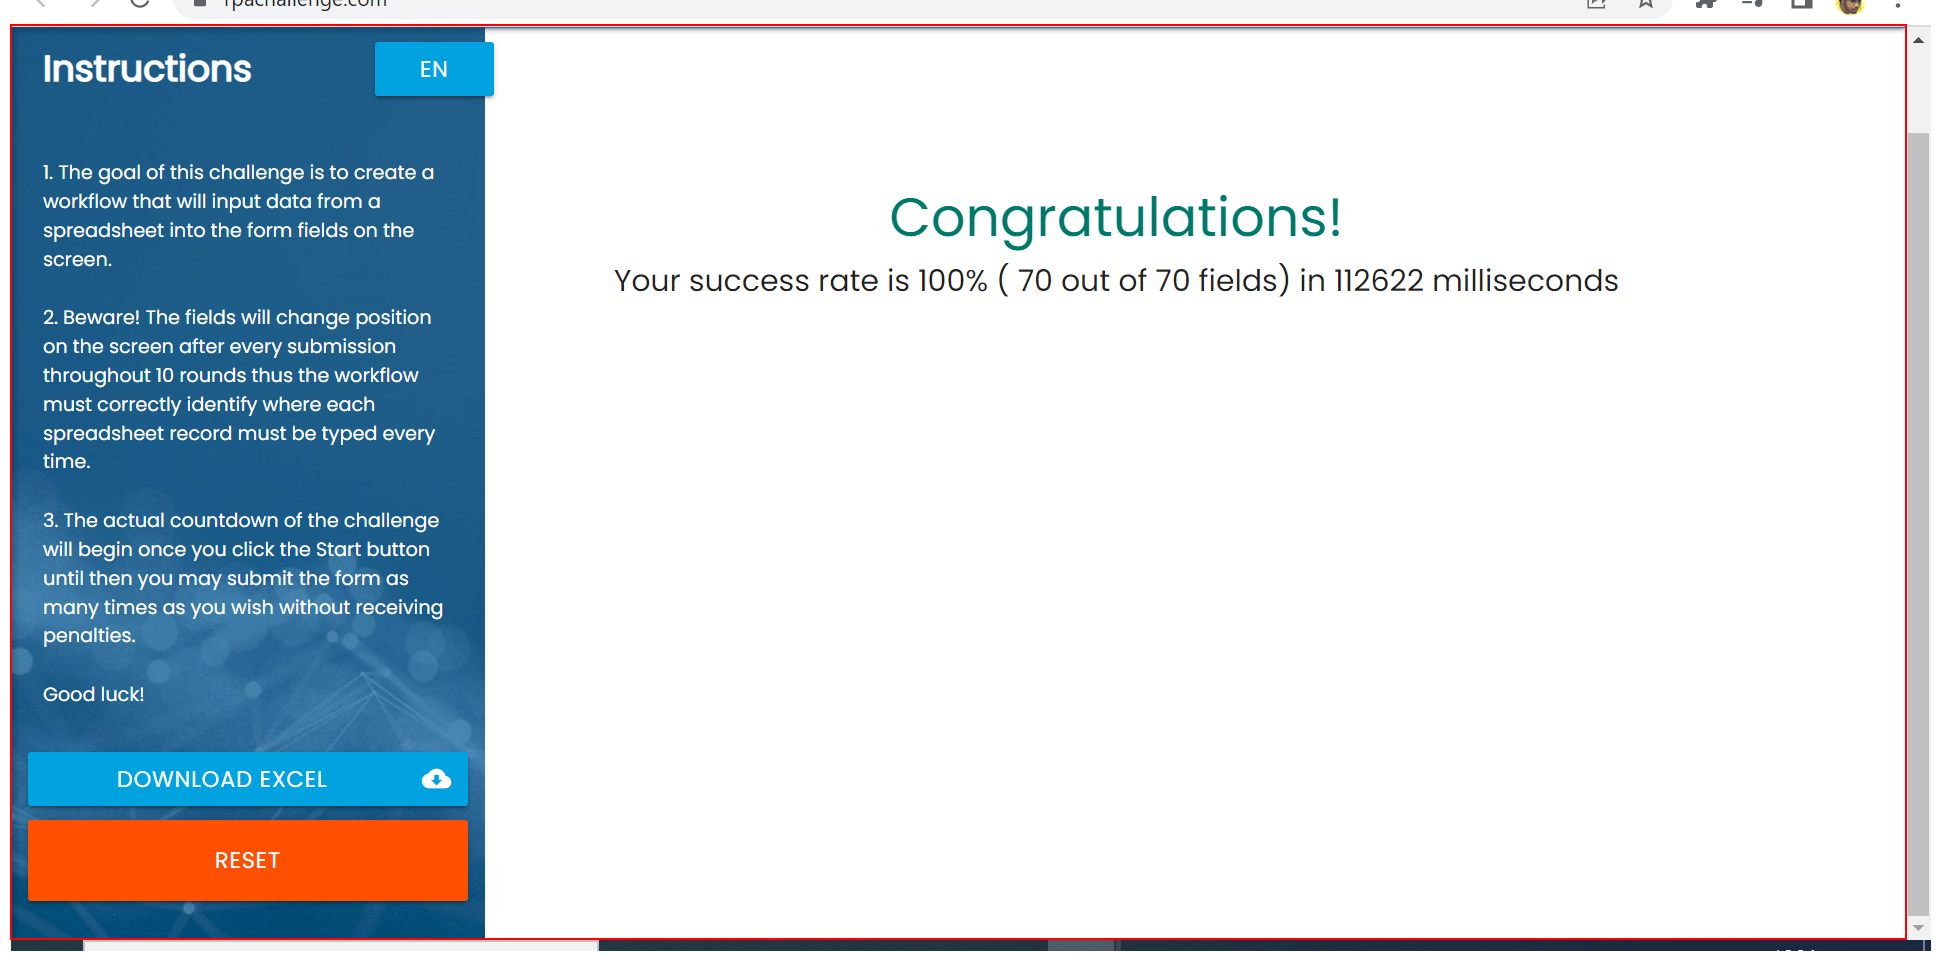 rpachallenge.com
Instructions
EN
1. The goal of this challenge is to create a
workflow that will input data from a
spreadsheet into the form fields on the
screen.
2. Beware! The fields will change position
on the screen after every submission
throughout 10 rounds thus the workflow
must correctly identify where each
spreadsheet record must be typed every
time.
3. The actual countdown of the challenge
will begin once you click the Start button
until then you may submit the form as
many times as you wish without receiving
penalties.
Good luck!
DOWNLOAD EXCEL
RESET
Congratulations!
Your success rate is 100% ( 70 out of 70 fields) in 112622 milliseconds